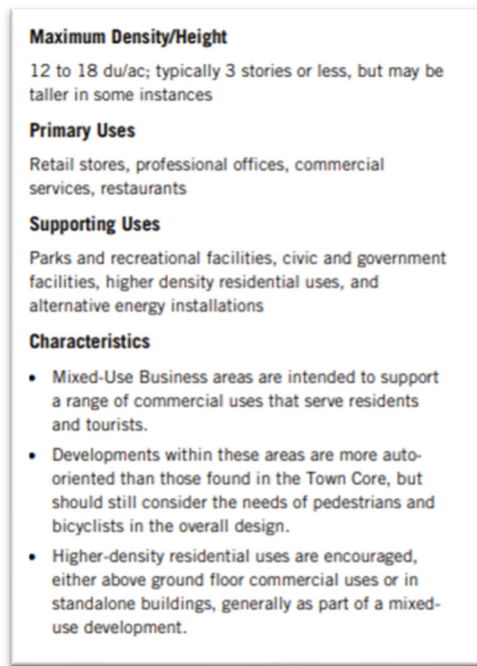 Maximum Density/Height
12 to 18 du/ac; typically 3 stories or less, but may be
taller in some instances
Primary Uses
Retail stores, professional offices, commercial
services, restaurants
Supporting Uses
Parks and recreational facilities, civic and government
facilities, higher density residential uses, and
alternative energy installations
Characteristics
• Mixed-Use Business areas are intended to support
a range of commercial uses that serve residents
and tourists.
• Developments within these areas are more auto-
oriented than those found in the Town Core, but
should still consider the needs of pedestrians and
bicyclists in the overall design.
• Higher-density residential uses are encouraged,
either above ground floor commercial uses or in
standalone buildings, generally as part of a mixed-
use development.